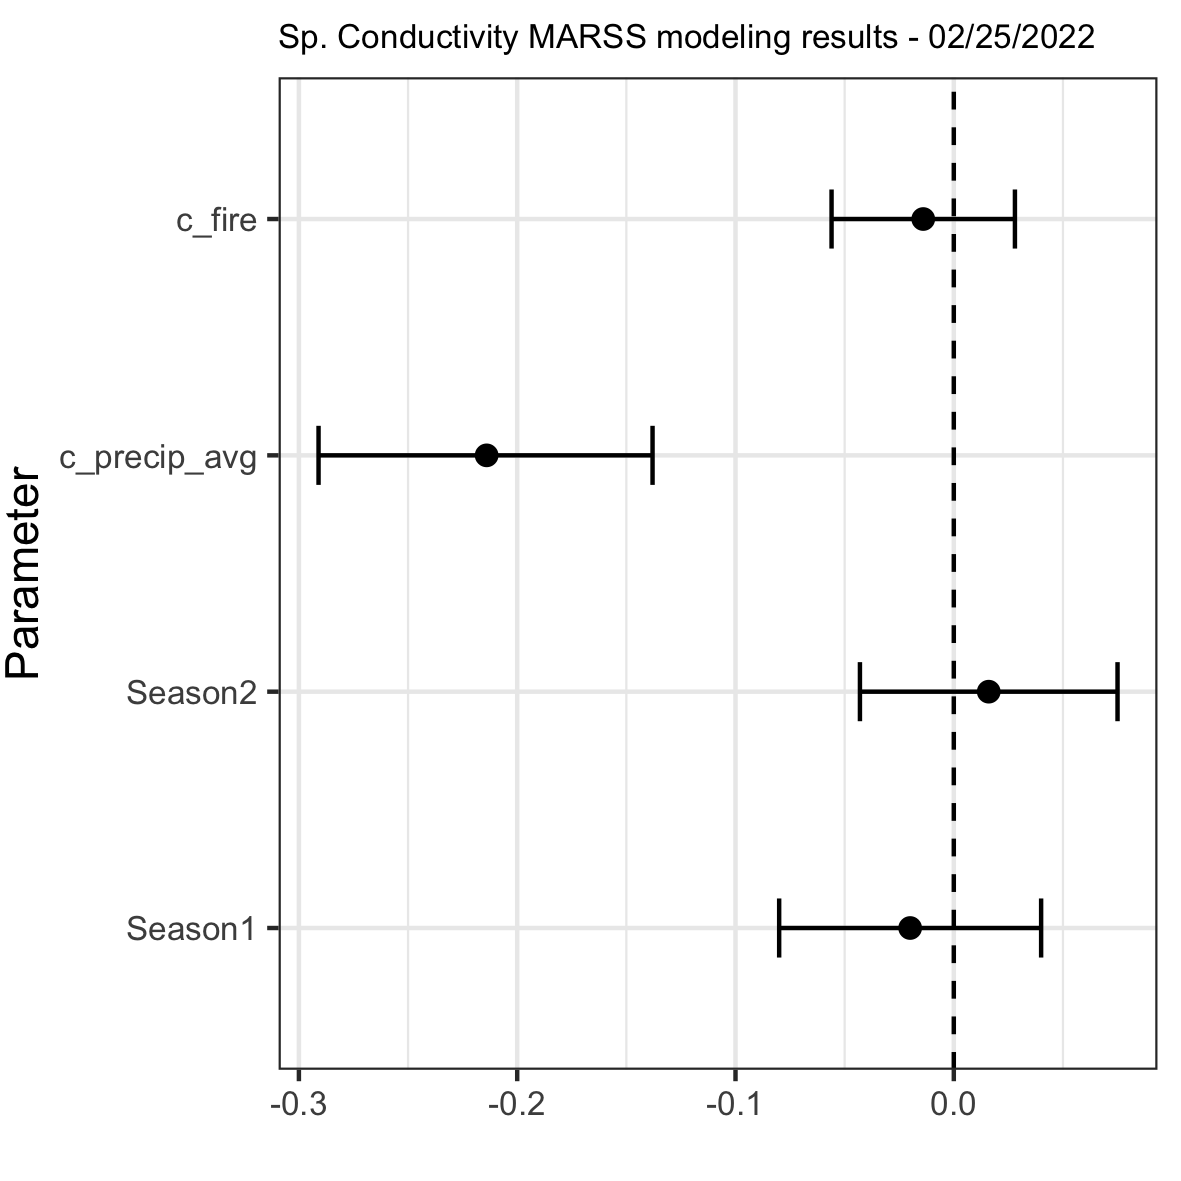 Sp. Conductivity MARSS modeling results - 02/25/2022
Parameter
c_fire
c_precip_avg
Season2
Season1
-0.3 -0.2 -0.1 0.0